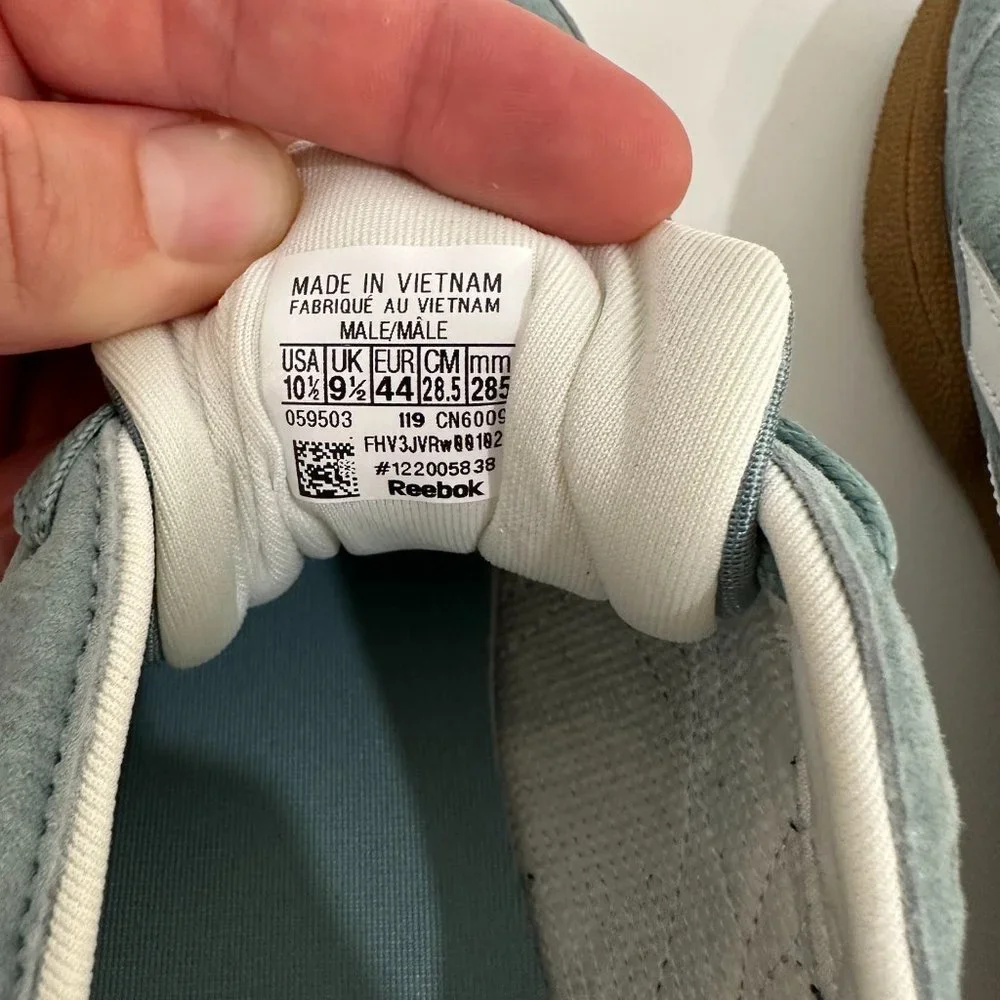 MADE IN VIETNAM
FABRIQUÉ AU VIETNAM
MALE/MÂLE
USA UK EUR CM mm
10½ 9½ 44 28.5 285
059503 119 CN6009
FHV3JVRw00102
#122005838
Reebok